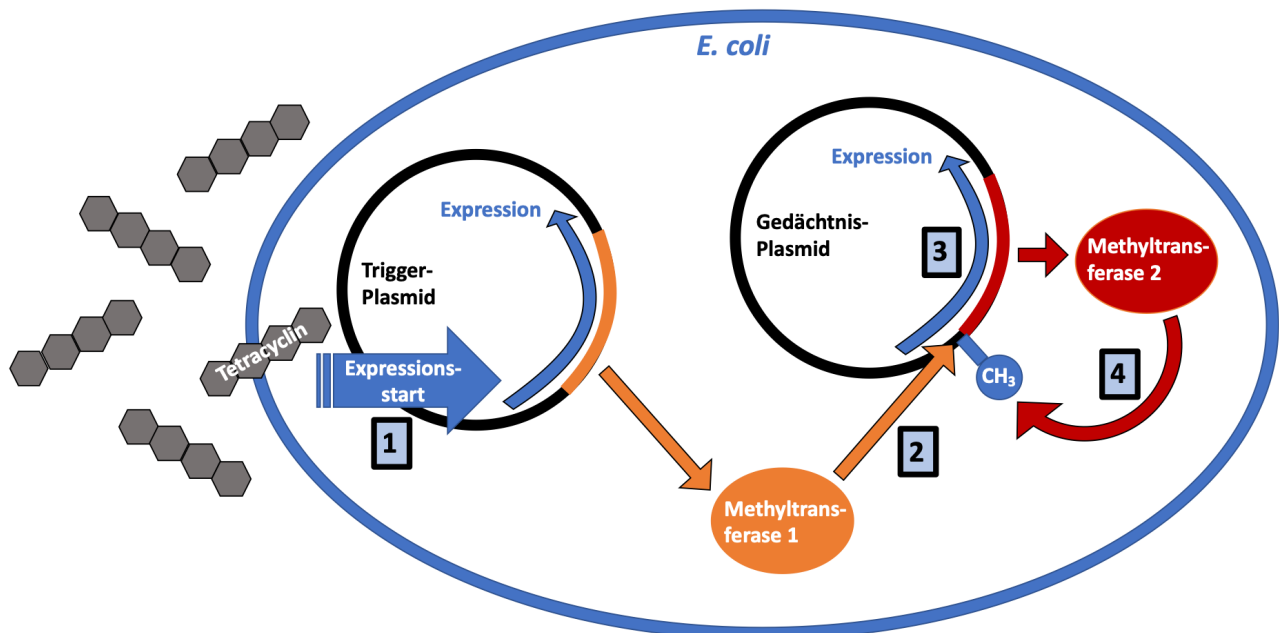 E. coli
Expression
Trigger-
Plasmid
Tetracyclin
Expressions-
start
1
Methyltrans-
ferase 1
2
Expression
Gedächtnis-
Plasmid
3
Methyltrans-
ferase 2
CH₃
4